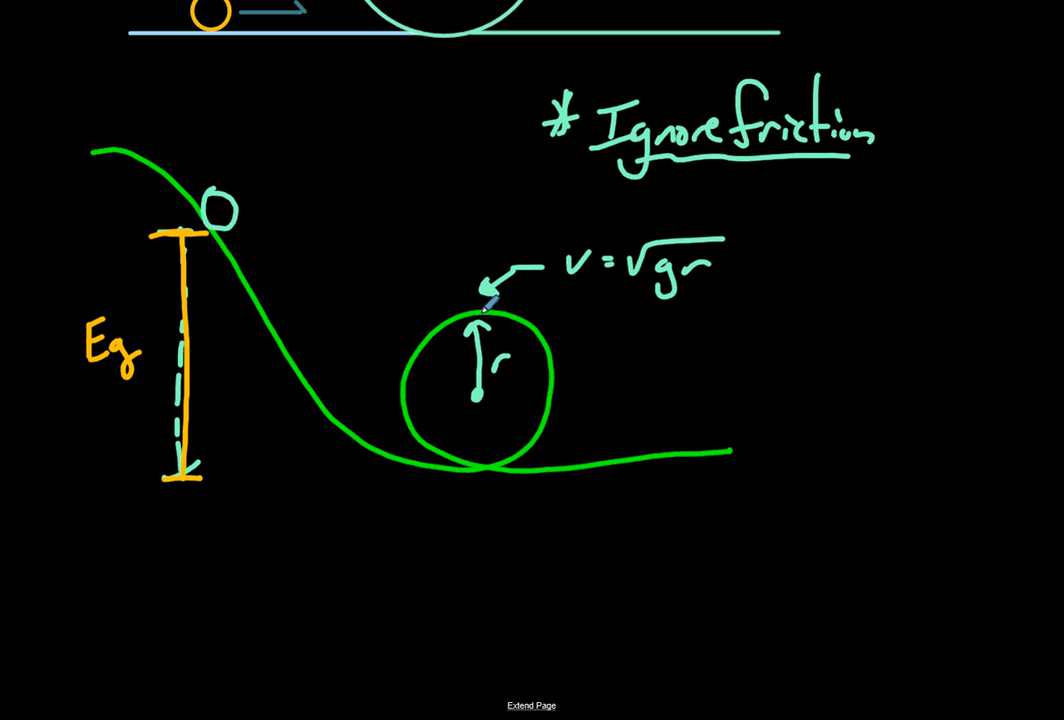 * Ignore friction
v = √gr
Eg
r
Extend Page